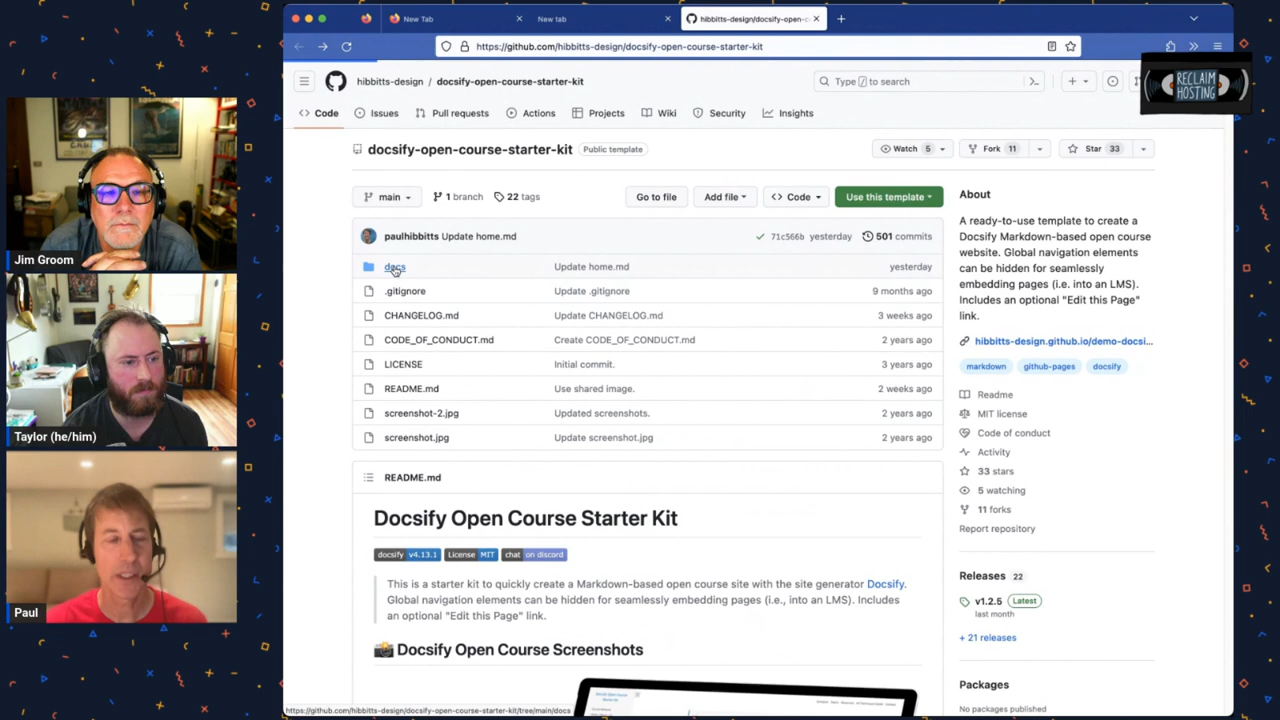 New Tab
New tab
hibbitts-design/docsify-open-co
https://github.com/hibbitts-design/docsify-open-course-starter-kit
RECLAIM
HOSTING
hibbitts-design / docsify-open-course-starter-kit
Type / to search
Code
Issues
Pull requests
Actions
Projects
Wiki
Security
Insights
docsify-open-course-starter-kit
Public template
Watch 5
Fork 11
Star 33
main
1 branch
22 tags
Go to file
Add file
Code
Use this template
paulhibbitts Update home.md
71c566b yesterday
501 commits
docs Update home.md yesterday
.gitignore Update .gitignore 9 months ago
CHANGELOG.md Update CHANGELOG.md 3 weeks ago
CODE_OF_CONDUCT.md Create CODE_OF_CONDUCT.md 2 years ago
LICENSE Initial commit. 3 years ago
README.md Use shared image. 2 weeks ago
screenshot-2.jpg Updated screenshots. 2 years ago
screenshot.jpg Update screenshot.jpg 2 years ago
README.md
Docsify Open Course Starter Kit
docsify v4.13.1 License MIT chat on discord
This is a starter kit to quickly create a Markdown-based open course site with the site generator Docsify.
Global navigation elements can be hidden for seamlessly embedding pages (i.e., into an LMS). Includes
an optional "Edit this Page" link.
📸 Docsify Open Course Screenshots
About
A ready-to-use template to create a
Docsify Markdown-based open course
website. Global navigation elements
can be hidden for seamlessly
embedding pages (i.e. into an LMS).
Includes an optional "Edit this Page"
link.
hibbitts-design.github.io/demo-docsi...
markdown github-pages docsify
Readme
MIT license
Code of conduct
Activity
33 stars
5 watching
11 forks
Report repository
Releases 22
v1.2.5 Latest
last month
+ 21 releases
Packages
No packages published
https://github.com/hibbitts-design/docsify-open-course-starter-kit/tree/main/docs
Jim Groom
Taylor (he/him)
Paul